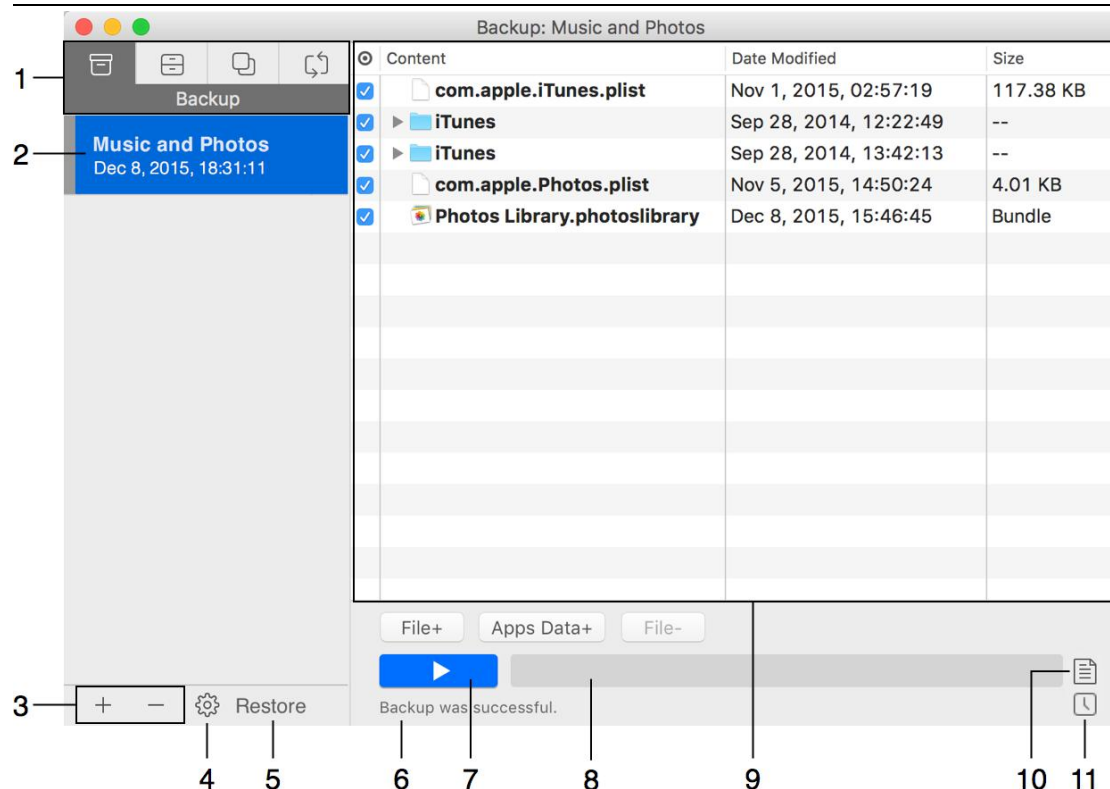 Backup: Music and Photos
1
Backup
2
Music and Photos
Dec 8, 2015, 18:31:11
Content Date Modified Size
com.apple.iTunes.plist Nov 1, 2015, 02:57:19 117.38 KB
iTunes Sep 28, 2014, 12:22:49 --
iTunes Sep 28, 2014, 13:42:13 --
com.apple.Photos.plist Nov 5, 2015, 14:50:24 4.01 KB
Photos Library.photoslibrary Dec 8, 2015, 15:46:45 Bundle
File+ Apps Data+ File-
3 + − Restore
Backup was successful.
4 5 6 7 8 9 10 11